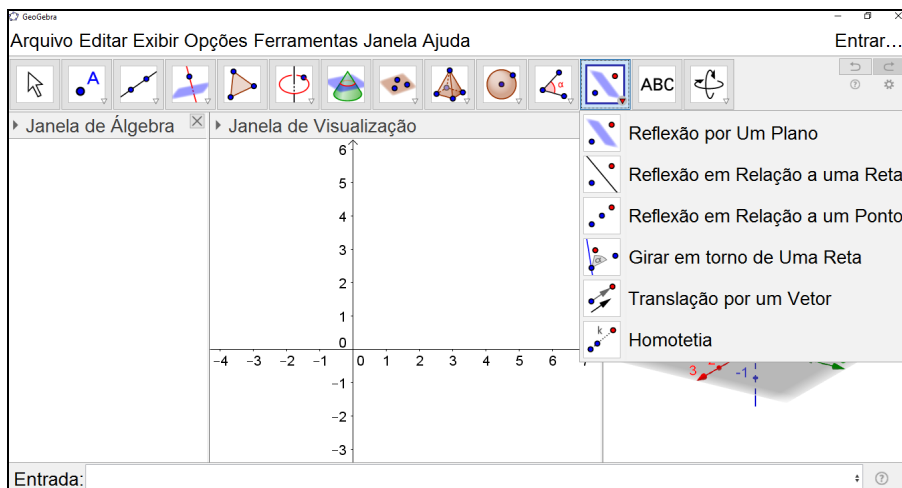 GeoGebra
Arquivo Editar Exibir Opções Ferramentas Janela Ajuda Entrar...
A α ABC
Janela de Álgebra Janela de Visualização
Reflexão por Um Plano
Reflexão em Relação a uma Reta
Reflexão em Relação a um Ponto
α Girar em torno de Uma Reta
Translação por um Vetor
k Homotetia
6
5
4
3
2
1
0
-4 -3 -2 -1 0 1 2 3 4 5 6
-1
-2
-3
3 -1
Entrada: